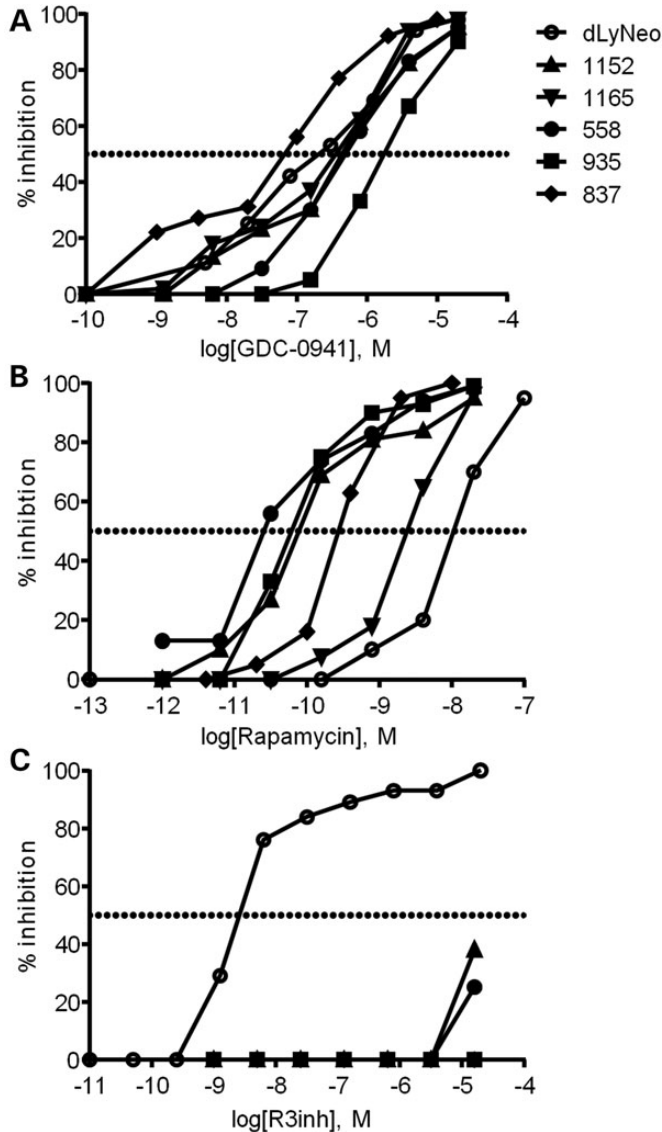 A
% inhibition
100
80
60
40
20
0
-10 -9 -8 -7 -6 -5 -4
log[GDC-0941], M
dLyNeo
1152
1165
558
935
837
B
% inhibtion
100
80
60
40
20
0
-13 -12 -11 -10 -9 -8 -7
log[Rapamycin], M
C
% inhibition
100
80
60
40
20
0
-11 -10 -9 -8 -7 -6 -5 -4
log[R3inh], M